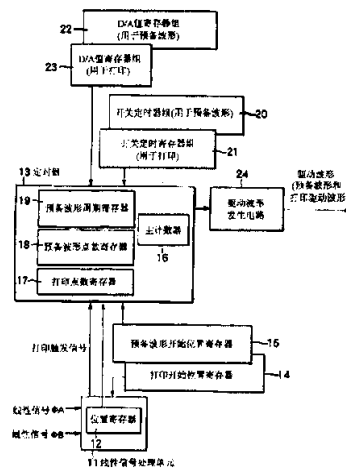 22
D/A值寄存器组
(用于预备波形)
23
D/A值寄存器组
(用于打印)
开关定时器组(用于预备波形)
20
开关定时寄存器组
(用于打印)
21
13 定时器
19
预备波形周期寄存器
18
预备波形点数寄存器
17
打印点数寄存器
主计数器
16
24
驱动波形
发生电路
驱动波形
(预备波形和
打印驱动波形)
打印触发信号
预备波形开始位置寄存器
15
打印开始位置寄存器
14
线性信号ΦA
线性信号ΦB
位置寄存器
12
11线性信号处理单元